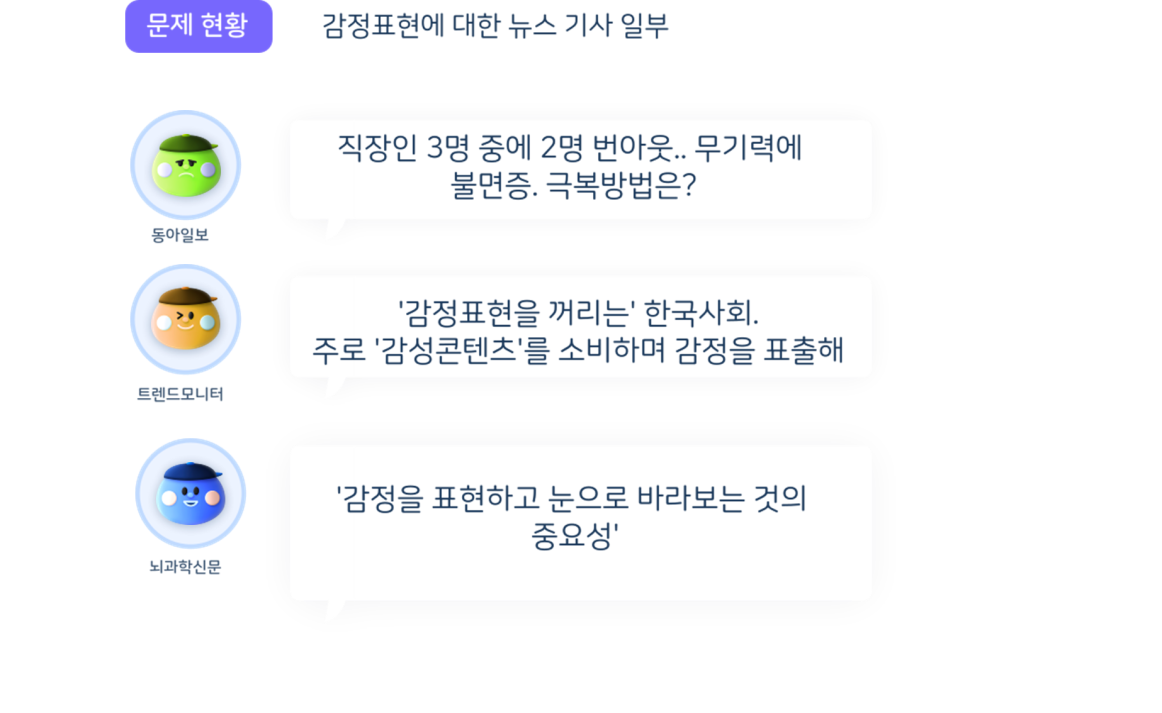 문제 현황
감정표현에 대한 뉴스 기사 일부
직장인 3명 중에 2명 번아웃.. 무기력에
불면증. 극복방법은?
동아일보
'감정표현을 꺼리는' 한국사회.
주로 '감성콘텐츠'를 소비하며 감정을 표출해
트렌드모니터
'감정을 표현하고 눈으로 바라보는 것의
중요성'
뇌과학신문